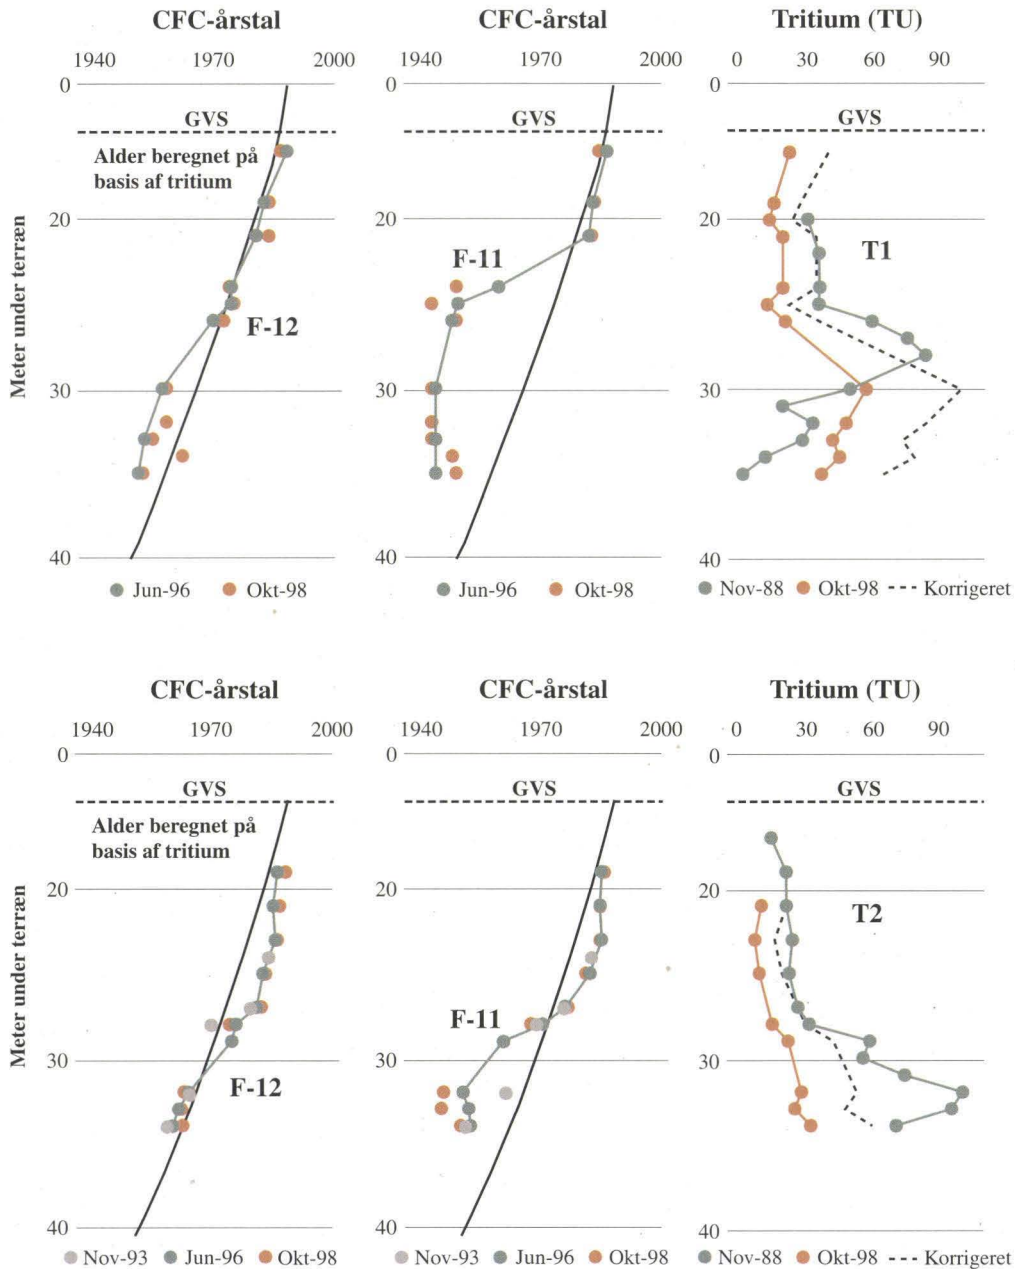 CFC-årstal CFC-årstal Tritium (TU)
1940 1970 2000 1940 1970 2000 0 30 60 90
0 0 0
GVS GVS GVS
Alder beregnet på
basis af tritium
20 20 20
T1
F-11
F-12
Meter under terræn
30 30 30
40 40 40
Jun-96 Okt-98 Jun-96 Okt-98 Nov-88 Okt-98 Korrigeret
CFC-årstal CFC-årstal Tritium (TU)
1940 1970 2000 1940 1970 2000 0 30 60 90
0 0 0
GVS GVS GVS
Alder beregnet på
basis af tritium
20 20 20
T2
Meter under terræn
F-11
30 30 30
F-12
40 40 40
Nov-93 Jun-96 Okt-98 Nov-93 Jun-96 Okt-98 Nov-88 Okt-98 Korrigeret